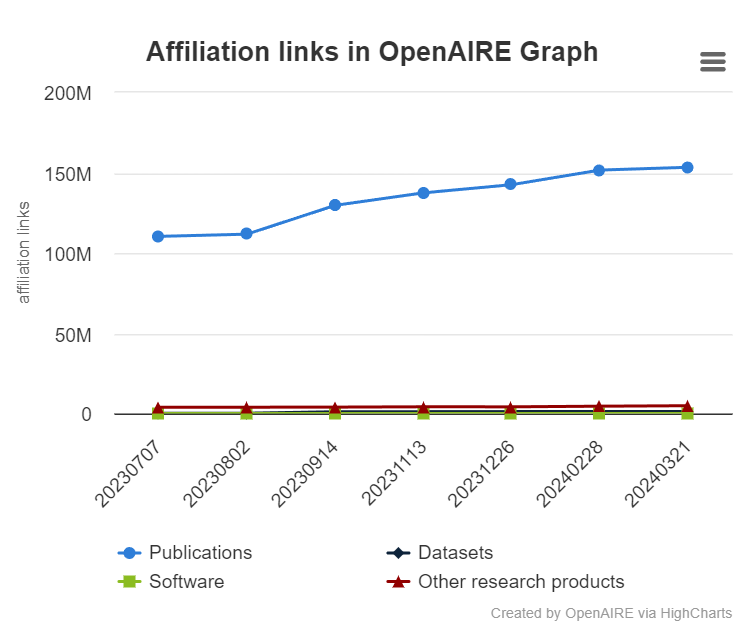 Affiliation links in OpenAIRE Graph
200M
150M
100M
50M
0
affiliation links
20230707
20230802
20230914
20231113
20231226
20240228
20240321
Publications
Datasets
Software
Other research products
Created by OpenAIRE via HighCharts